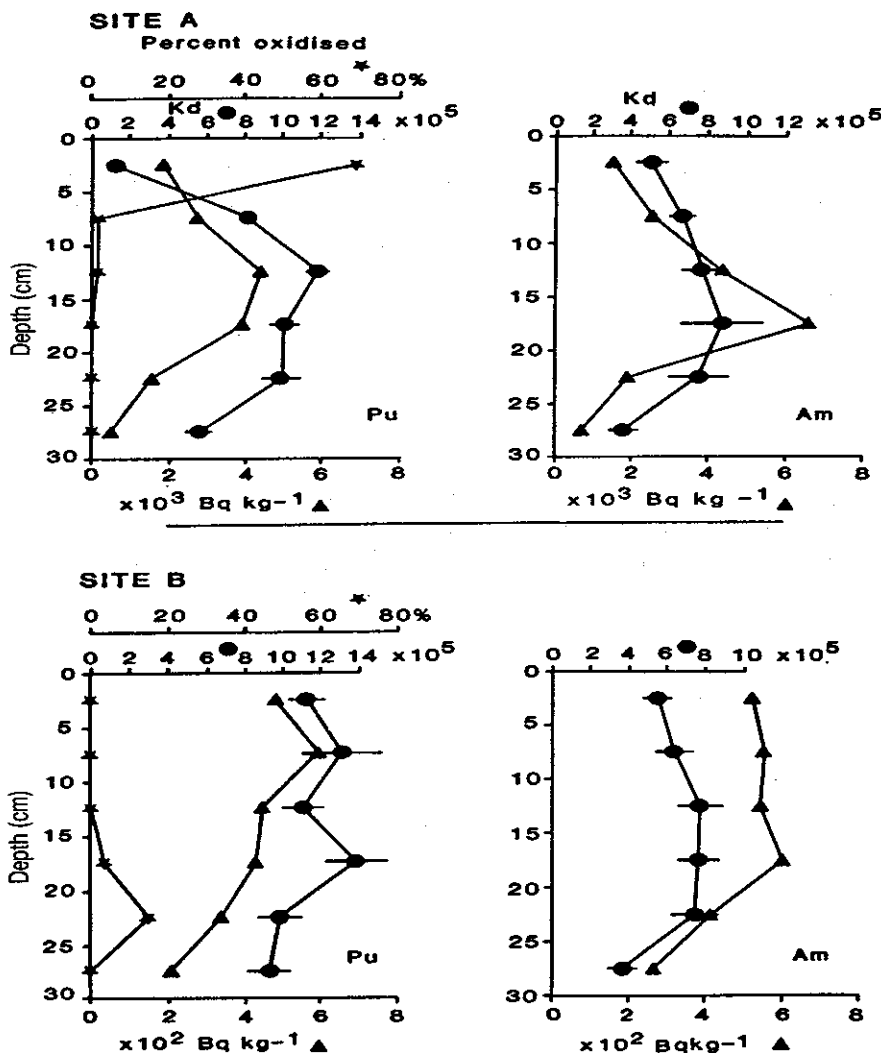 SITE A
Percent oxidised
0 20 40 60 80%
Kd
0 2 4 6 8 10 12 14 x10⁵
0
5
10
15
20
25
30
Depth (cm)
Pu
0 2 4 6 8
x10³ Bq kg-1
Kd
0 2 4 6 8 10 12 x10⁵
0
5
10
15
20
25
30
Am
0 2 4 6 8
x10³ Bq kg -1
SITE B
0 20 40 60 80%
0 2 4 6 8 10 12 14 x10⁵
0
5
10
15
20
25
30
Depth (cm)
Pu
0 2 4 6 8
x10² Bq kg-1
0 2 4 6 8 10 x10⁵
0
5
10
15
20
25
30
Am
0 2 4 6 8
x10² Bqkg-1